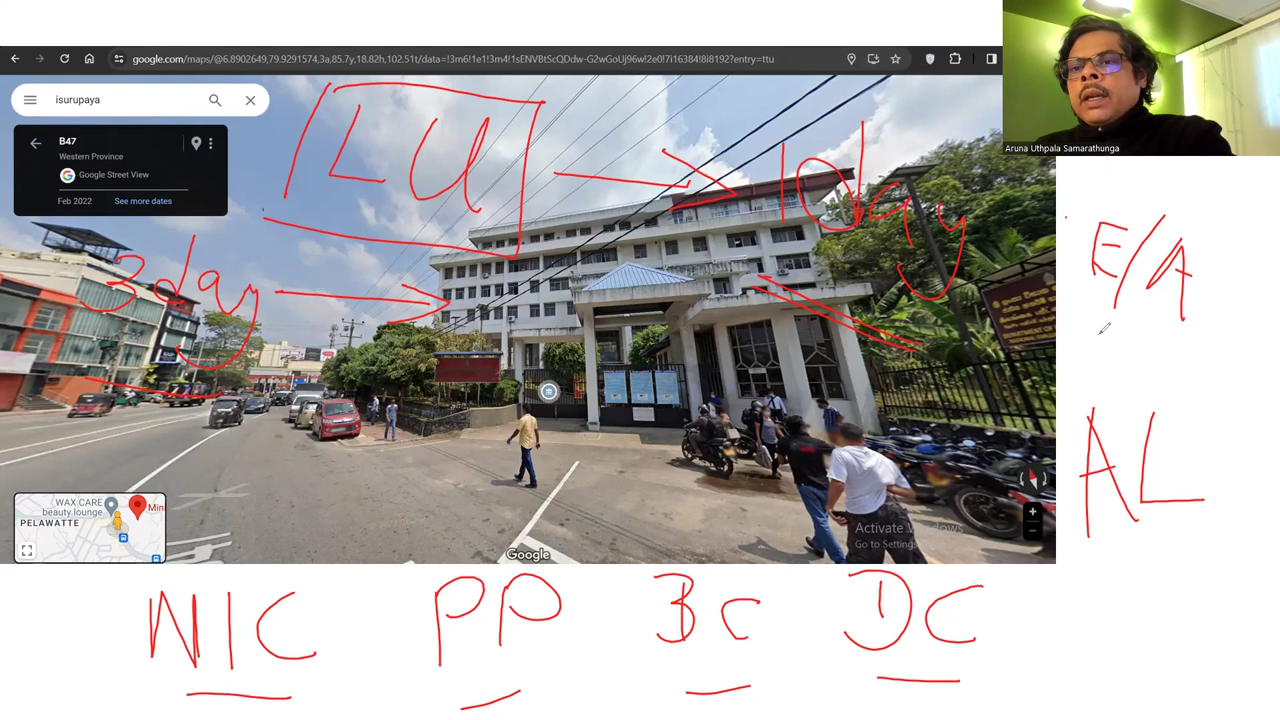 google.com/maps/@6.8902649,79.9291574,3a,85.7y,18.82h,102.51t/data=!3m6!1e1!3m4!1sENVBtScQDdw-G2wGoUj96w!2e0!7i16384!8i8192?entry=ttu
isurupaya
B47
Western Province
Google Street View
Feb 2022 See more dates
Aruna Uthpala Samarathunga
LU
10day
3day
E/A
AL
WAX CARE
beauty lounge
Min
PELAWATTE
Google
Activate Windows
Go to Settings
NIC PP BC DC